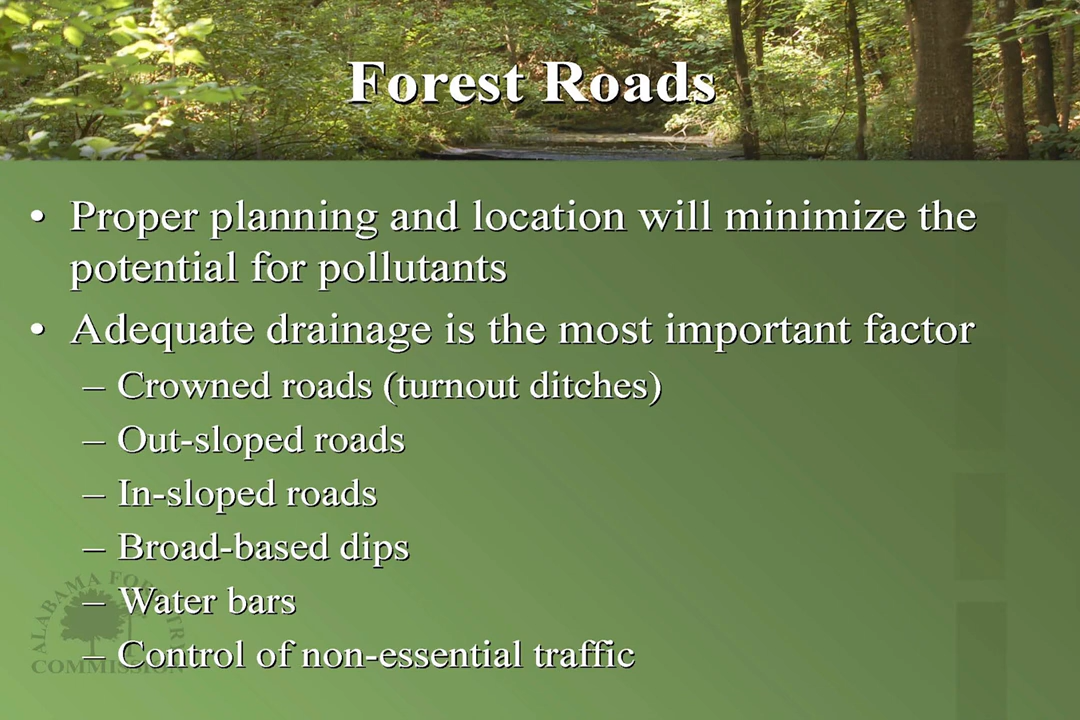 Forest Roads
• Proper planning and location will minimize the
potential for pollutants
• Adequate drainage is the most important factor
– Crowned roads (turnout ditches)
– Out-sloped roads
– In-sloped roads
– Broad-based dips
– Water bars
– Control of non-essential traffic
ALABAMA FORESTRY
COMMISSION